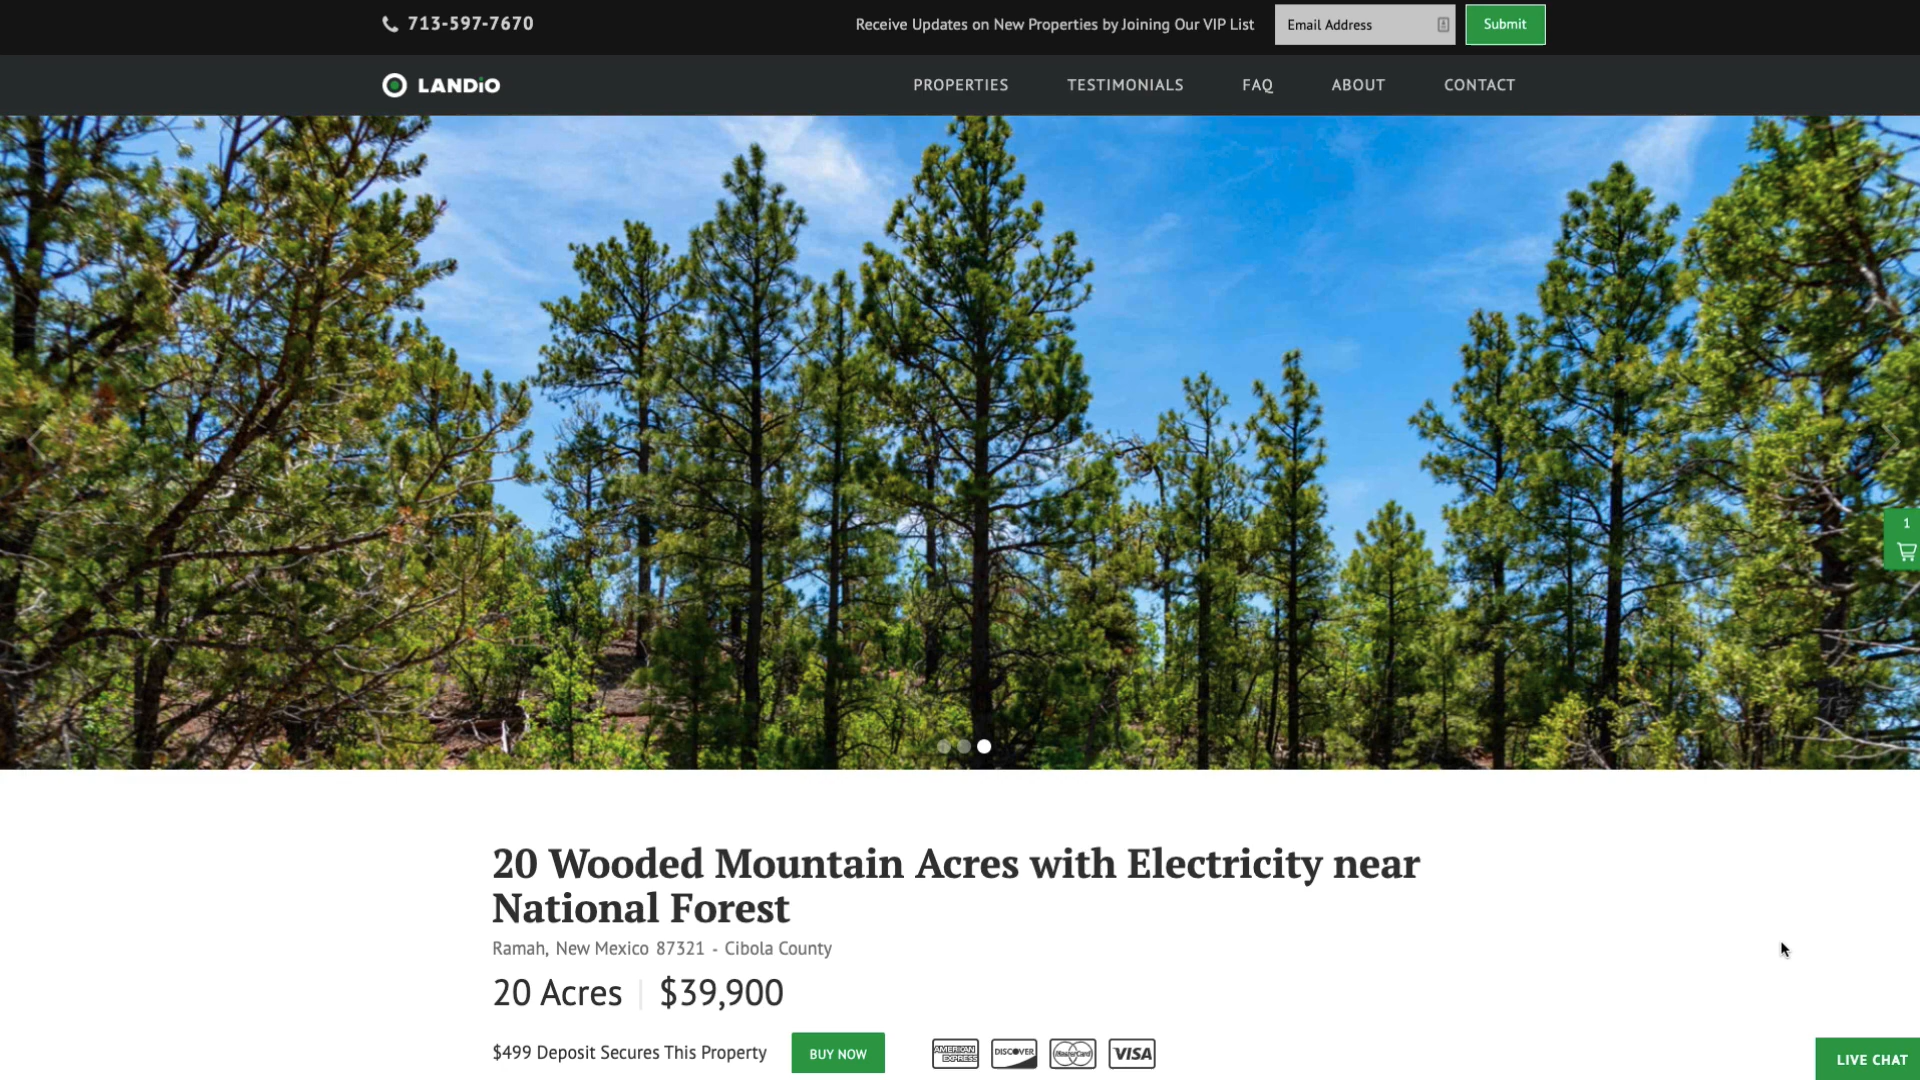 713-597-7670
Receive Updates on New Properties by Joining Our VIP List
Email Address
Submit
LANDiO
PROPERTIES
TESTIMONIALS
FAQ
ABOUT
CONTACT
1
20 Wooded Mountain Acres with Electricity near
National Forest
Ramah, New Mexico 87321 - Cibola County
20 Acres | $39,900
$499 Deposit Secures This Property
BUY NOW
AMERICAN EXPRESS
DISCOVER
MasterCard
VISA
LIVE CHAT